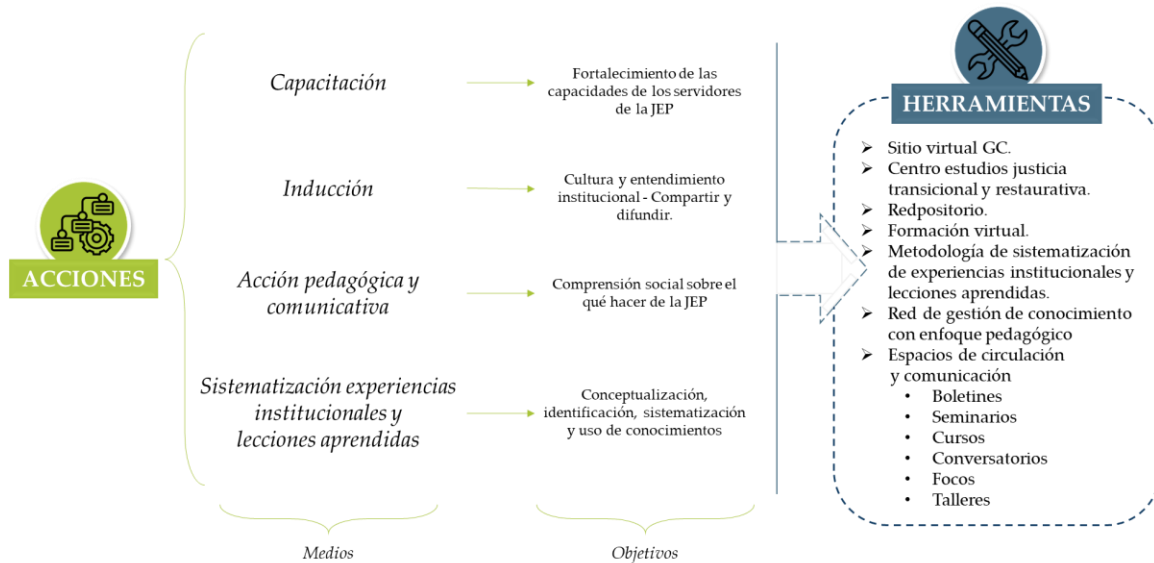 ACCIONES
Capacitación
Fortalecimiento de las
capacidades de los servidores
de la JEP
Inducción
Cultura y entendimiento
institucional - Compartir y
difundir.
Acción pedagógica y
comunicativa
Comprensión social sobre el
qué hacer de la JEP
Sistematización experiencias
institucionales y
lecciones aprendidas
Conceptualización,
identificación, sistematización
y uso de conocimientos
Medios
Objetivos
HERRAMIENTAS
➤ Sitio virtual GC.
➤ Centro estudios justicia
transicional y restaurativa.
➤ Redpositorio.
➤ Formación virtual.
➤ Metodología de sistematización
de experiencias institucionales y
lecciones aprendidas.
➤ Red de gestión de conocimiento
con enfoque pedagógico
➤ Espacios de circulación
y comunicación
• Boletines
• Seminarios
• Cursos
• Conversatorios
• Focos
• Talleres